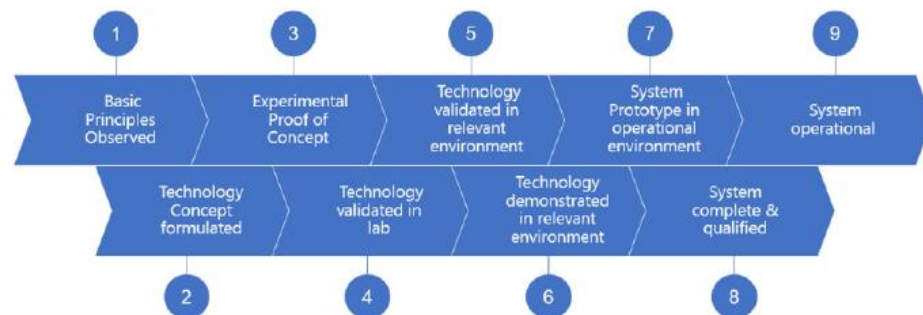 1
3
5
7
9
Basic
Principles
Observed
Experimental
Proof of
Concept
Technology
validated in
relevant
environment
System
Prototype in
operational
environment
System
operational
Technology
Concept
formulated
Technology
validated in
lab
Technology
demonstrated
in relevant
environment
System
complete &
qualified
2
4
6
8